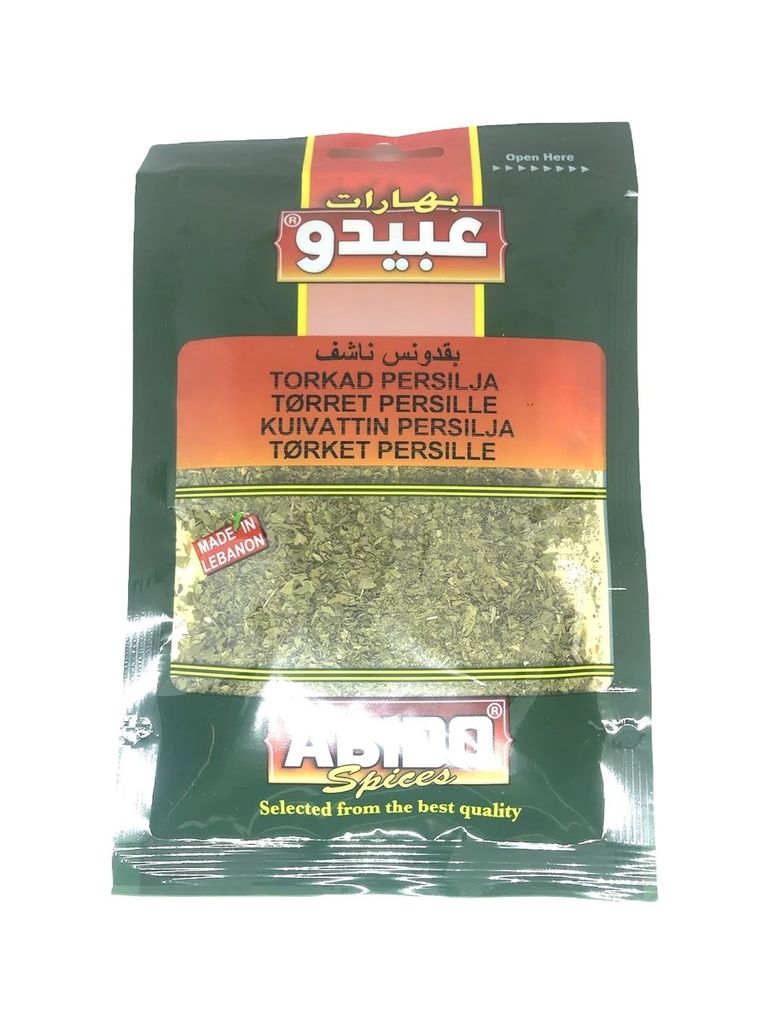 Open Here
بهارات
عبيدو®
بقدونس ناشف
TORKAD PERSILJA
TØRRET PERSILLE
KUIVATTIN PERSILJA
TØRKET PERSILLE
MADE IN
LEBANON
ABIDO®
Spices
Selected from the best quality